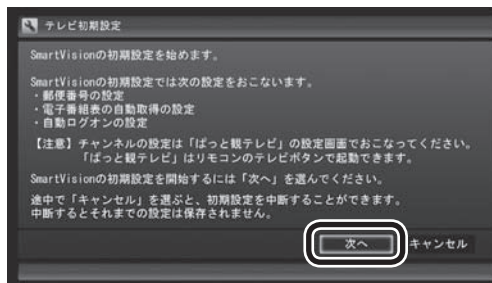 テレビ初期設定
SmartVisionの初期設定を始めます。
SmartVisionの初期設定では次の設定をおこないます。
・郵便番号の設定
・電子番組表の自動取得の設定
・自動ログオンの設定
【注意】チャンネルの設定は「ぱっと観テレビ」の設定画面でおこなってください。
「ぱっと観テレビ」はリモコンのテレビボタンで起動できます。
SmartVisionの初期設定を開始するには「次へ」を選んでください。
途中で「キャンセル」を選ぶと、初期設定を中断することができます。
中断するとそれまでの設定は保存されません。
次へ キャンセル